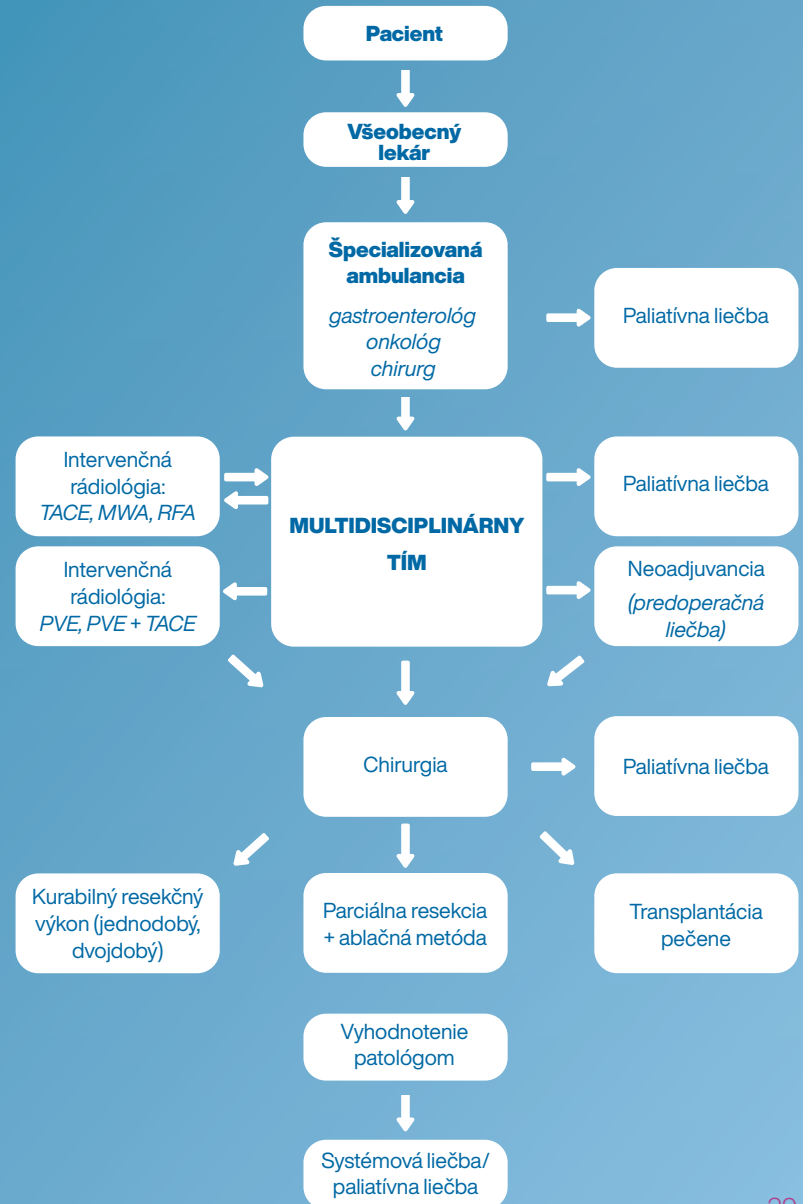 Pacient
Všeobecný
lekár
Špecializovaná
ambulancia
gastroenterológ
onkológ
chirurg
Paliatívna liečba
Intervenčná
rádiológia:
TACE, MWA, RFA
MULTIDISCIPLINÁRNY
TÍM
Paliatívna liečba
Intervenčná
rádiológia:
PVE, PVE + TACE
Neoadjuvancia
(predoperačná
liečba)
Chirurgia
Paliatívna liečba
Kurabilný resekčný
výkon (jednodobý,
dvojdobý)
Parciálna resekcia
+ ablačná metóda
Transplantácia
pečene
Vyhodnotenie
patológom
Systémová liečba/
paliatívna liečba